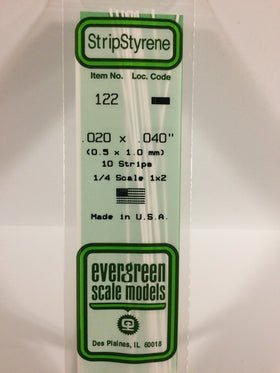 StripStyrene
Item No. Loc. Code
122
.020 x .040"
(0.5 x 1.0 mm)
10 Strips
1/4 Scale 1x2
Made in U.S.A.
evergreen
scale models
Des Plaines, IL 60018